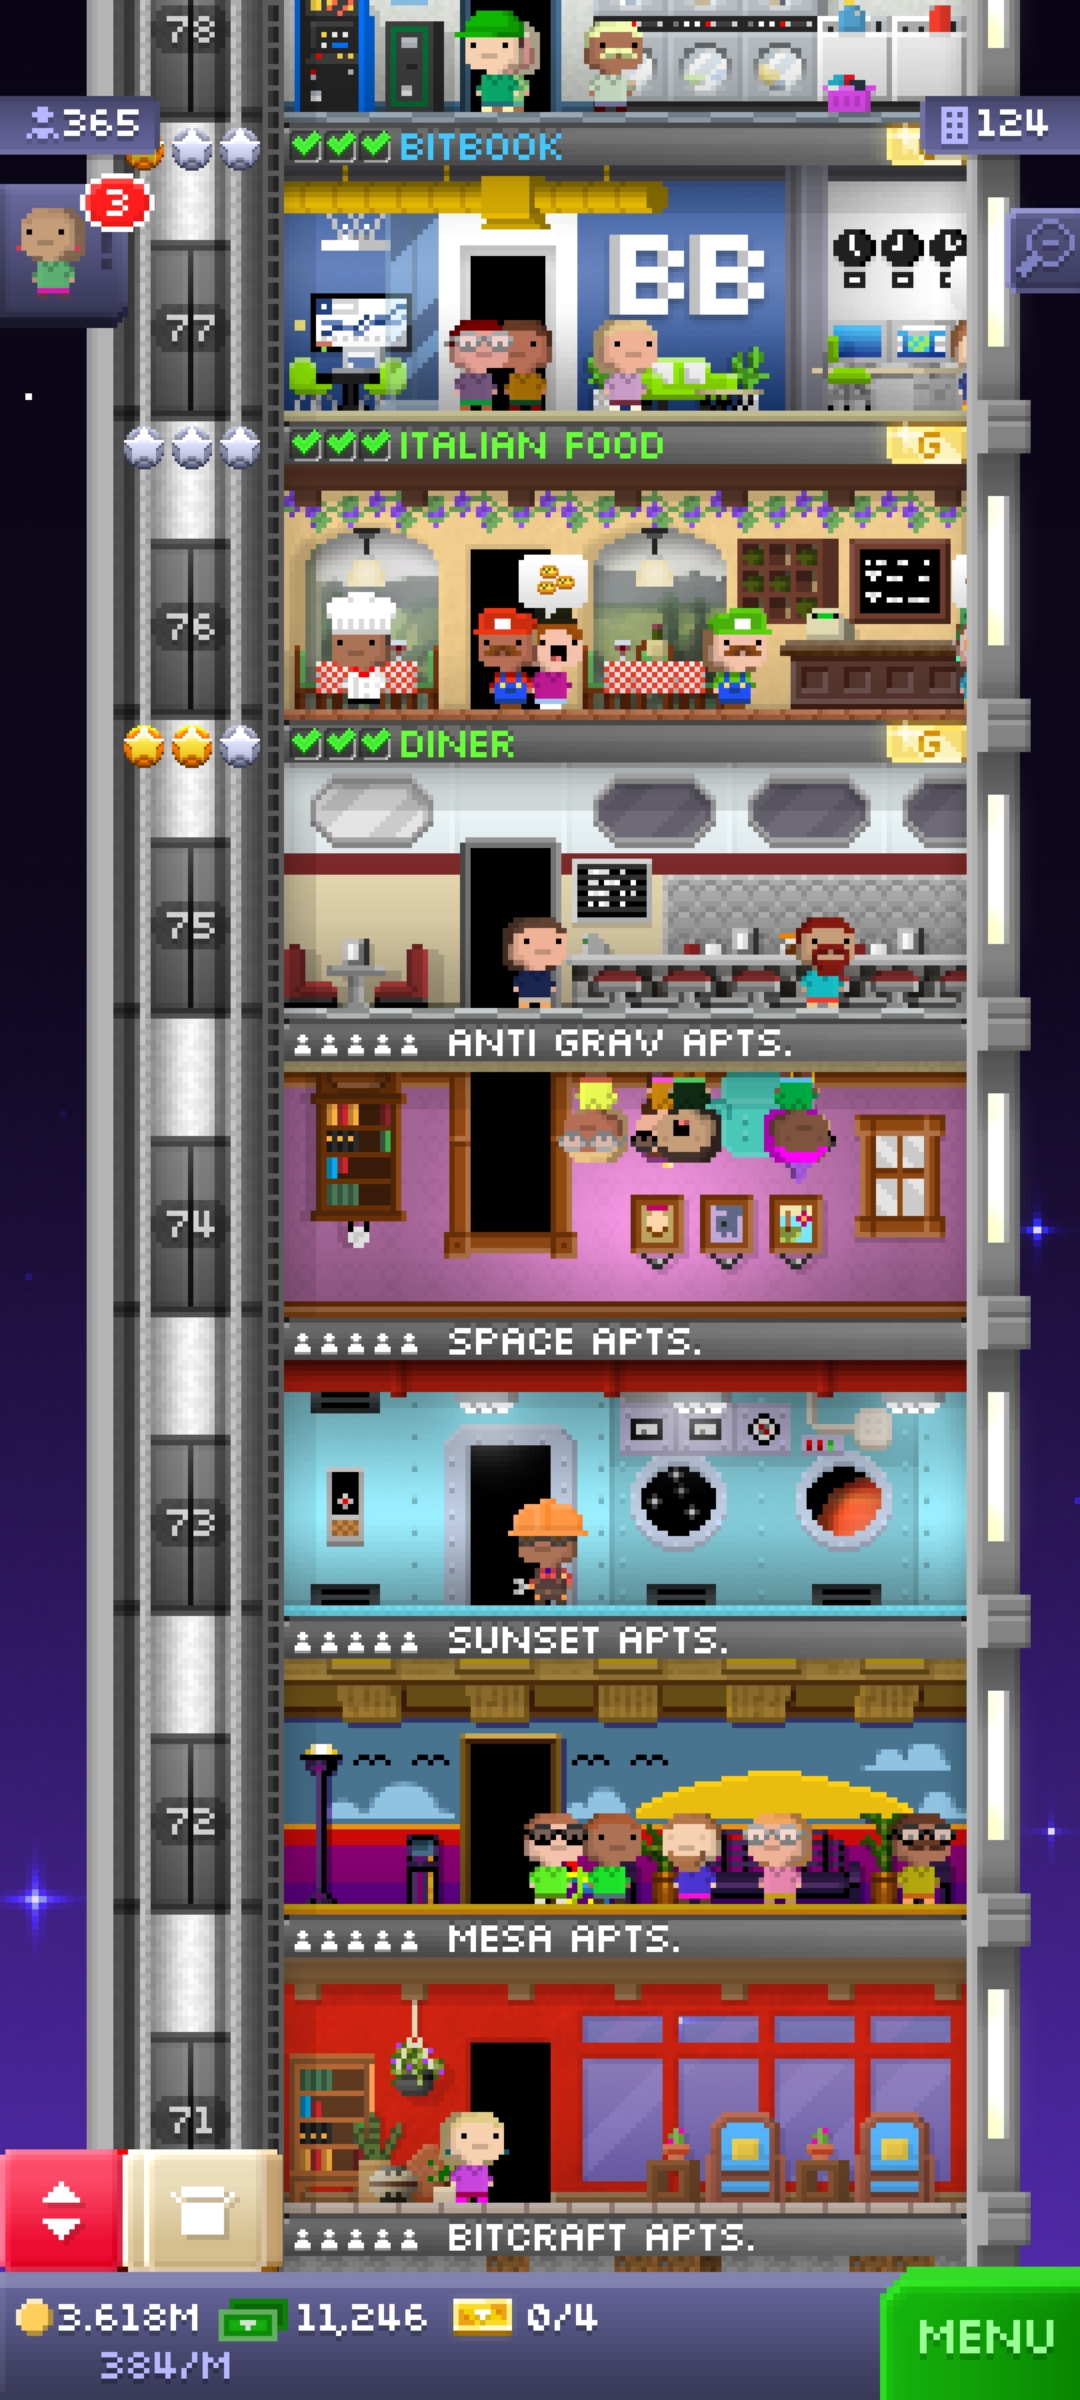 78
365
124
BITBOOK
3
BB
77
ITALIAN FOOD
G
76
DINER
G
75
ANTI GRAV APTS.
74
SPACE APTS.
73
SUNSET APTS.
72
MESA APTS.
71
BITCRAFT APTS.
3.618M
11,246
0/4
384/M
MENU